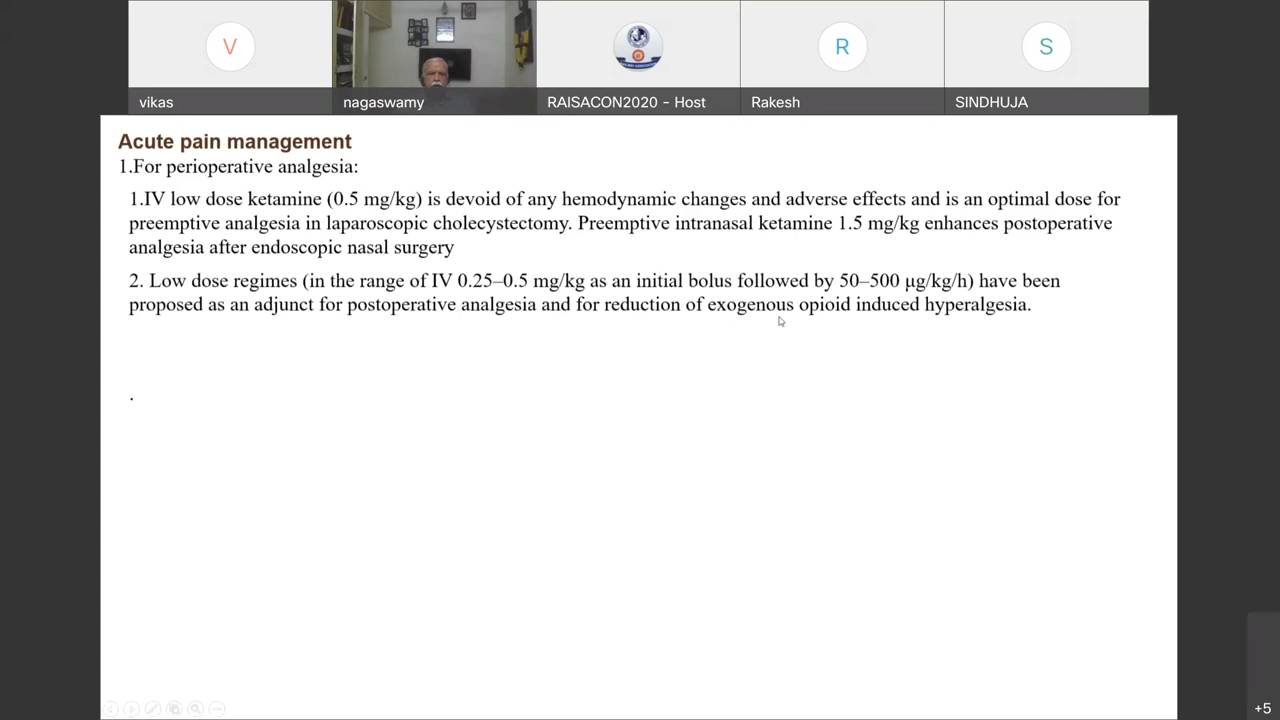 V
R
S
vikas
nagaswamy
RAISACON2020 - Host
Rakesh
SINDHUJA
Acute pain management
1.For perioperative analgesia:
1.IV low dose ketamine (0.5 mg/kg) is devoid of any hemodynamic changes and adverse effects and is an optimal dose for
preemptive analgesia in laparoscopic cholecystectomy. Preemptive intranasal ketamine 1.5 mg/kg enhances postoperative
analgesia after endoscopic nasal surgery
2. Low dose regimes (in the range of IV 0.25–0.5 mg/kg as an initial bolus followed by 50–500 μg/kg/h) have been
proposed as an adjunct for postoperative analgesia and for reduction of exogenous opioid induced hyperalgesia.
.
+5